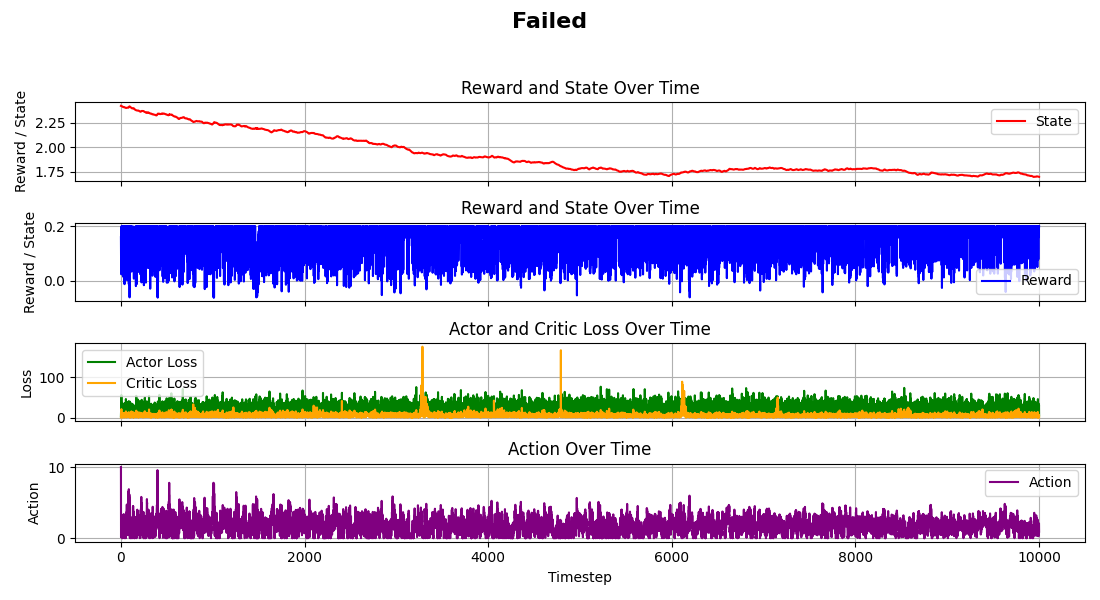 Failed
Reward and State Over Time
Reward / State
2.25
2.00
1.75
State
Reward and State Over Time
Reward / State
0.2
0.0
Reward
Actor and Critic Loss Over Time
Loss
100
0
Actor Loss
Critic Loss
Action Over Time
Action
10
0
Action
0 2000 4000 6000 8000 10000
Timestep